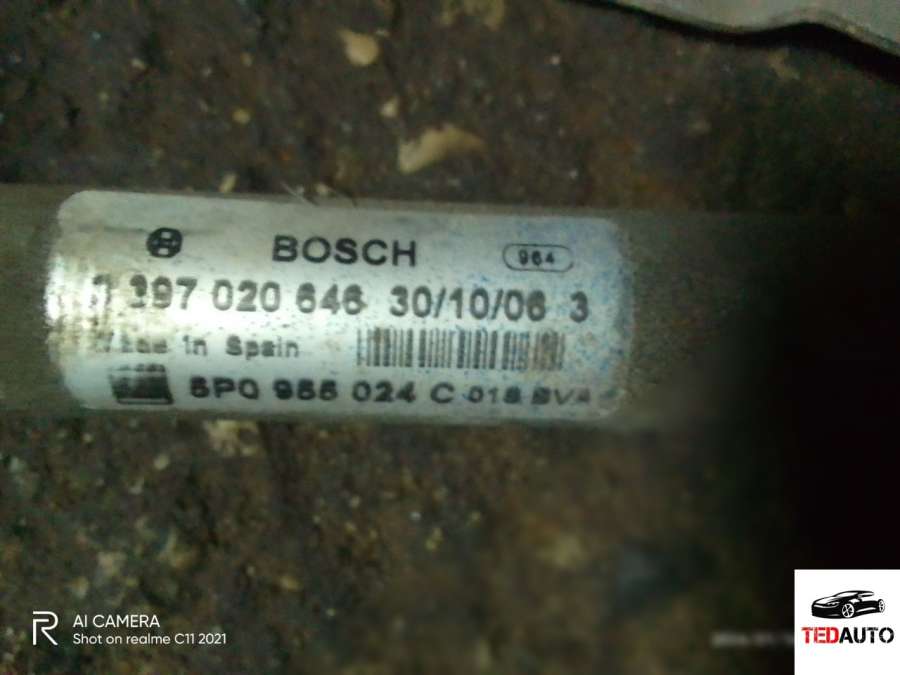 BOSCH 964
397 020 646 30/10/06 3
Made in Spain
5P0 955 024 C 018 BVA
AI CAMERA
Shot on realme C11 2021
TEDAUTO